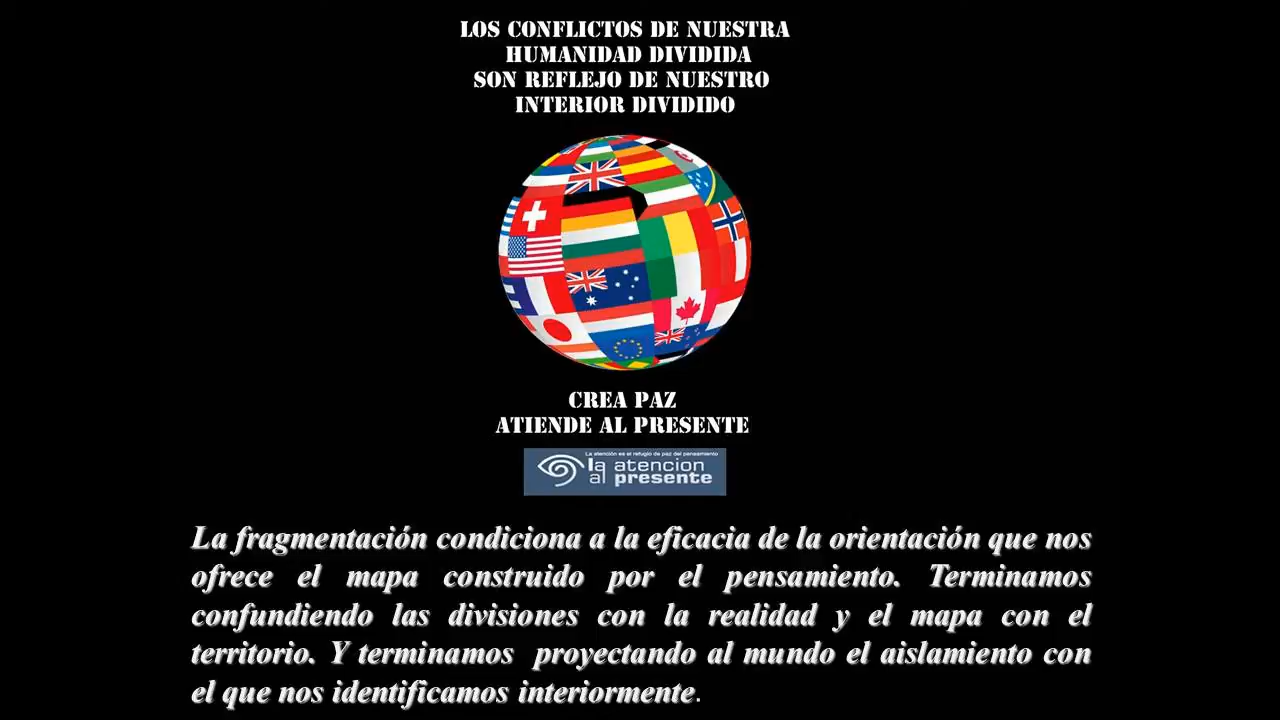 LOS CONFLICTOS DE NUESTRA
HUMANIDAD DIVIDIDA
SON REFLEJO DE NUESTRO
INTERIOR DIVIDIDO
CREA PAZ
ATIENDE AL PRESENTE
La atención es el refugio de paz del pensamiento
la atencion
al presente
La fragmentación condiciona a la eficacia de la orientación que nos
ofrece el mapa construido por el pensamiento. Terminamos
confundiendo las divisiones con la realidad y el mapa con el
territorio. Y terminamos proyectando al mundo el aislamiento con
el que nos identificamos interiormente.